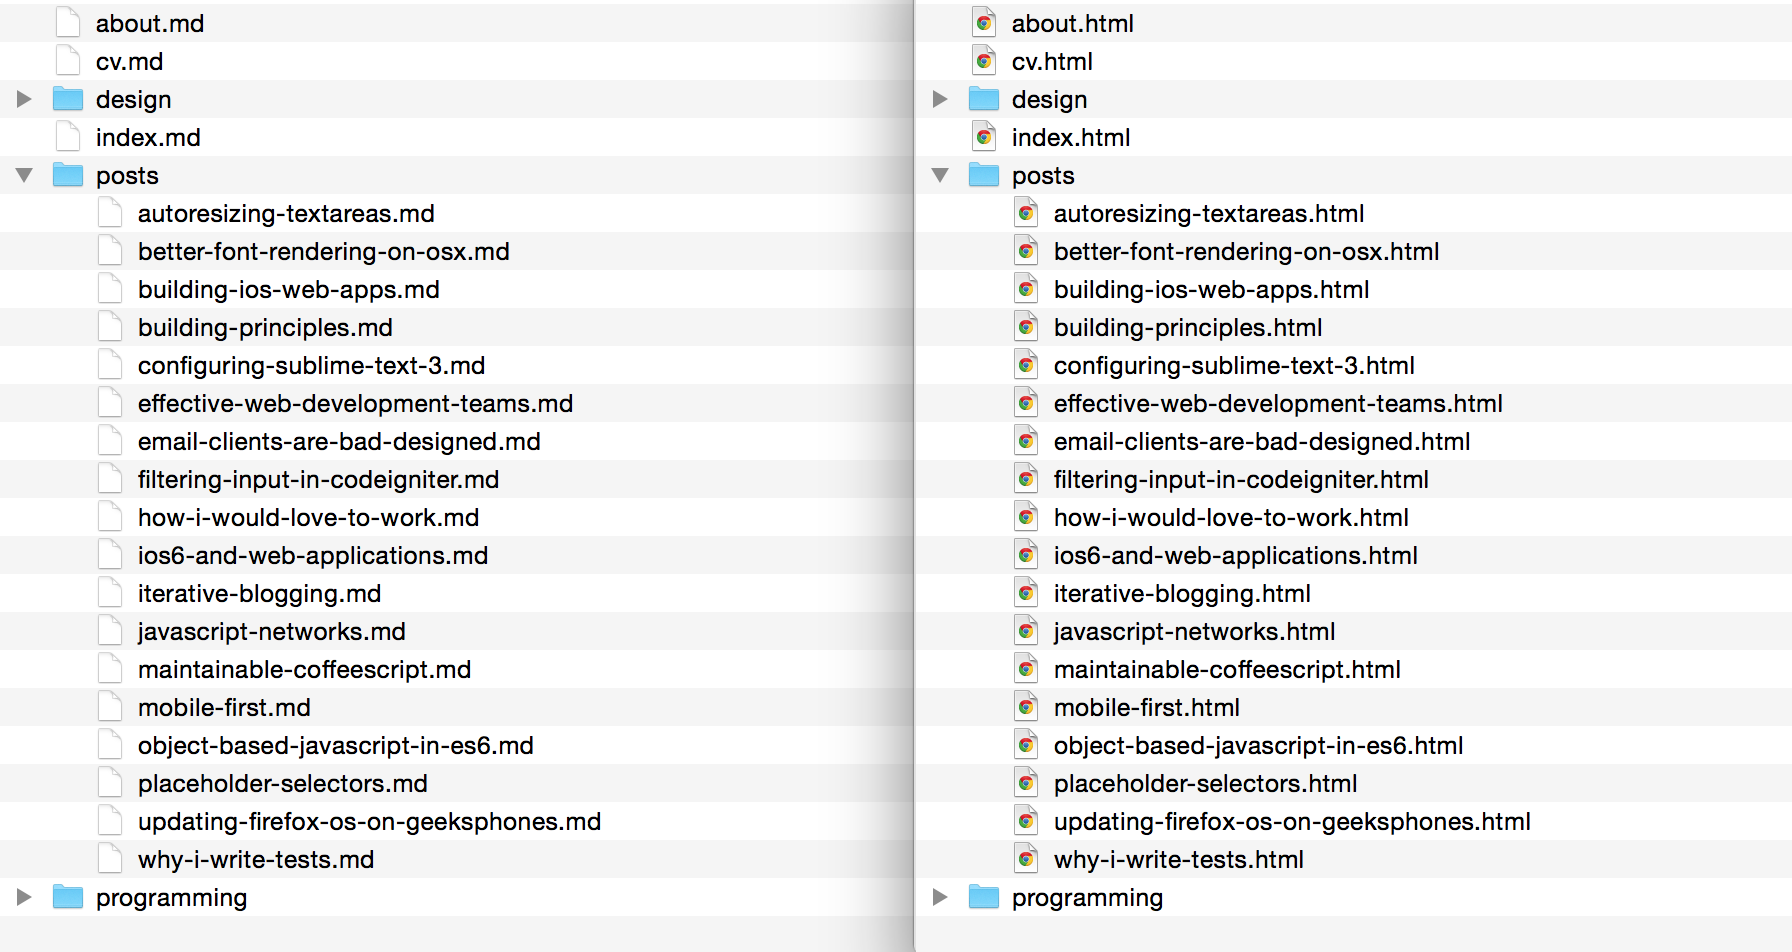 about.md
cv.md
design
index.md
posts
autoresizing-textareas.md
better-font-rendering-on-osx.md
building-ios-web-apps.md
building-principles.md
configuring-sublime-text-3.md
effective-web-development-teams.md
email-clients-are-bad-designed.md
filtering-input-in-codeigniter.md
how-i-would-love-to-work.md
ios6-and-web-applications.md
iterative-blogging.md
javascript-networks.md
maintainable-coffeescript.md
mobile-first.md
object-based-javascript-in-es6.md
placeholder-selectors.md
updating-firefox-os-on-geeksphones.md
why-i-write-tests.md
programming
about.html
cv.html
design
index.html
posts
autoresizing-textareas.html
better-font-rendering-on-osx.html
building-ios-web-apps.html
building-principles.html
configuring-sublime-text-3.html
effective-web-development-teams.html
email-clients-are-bad-designed.html
filtering-input-in-codeigniter.html
how-i-would-love-to-work.html
ios6-and-web-applications.html
iterative-blogging.html
javascript-networks.html
maintainable-coffeescript.html
mobile-first.html
object-based-javascript-in-es6.html
placeholder-selectors.html
updating-firefox-os-on-geeksphones.html
why-i-write-tests.html
programming